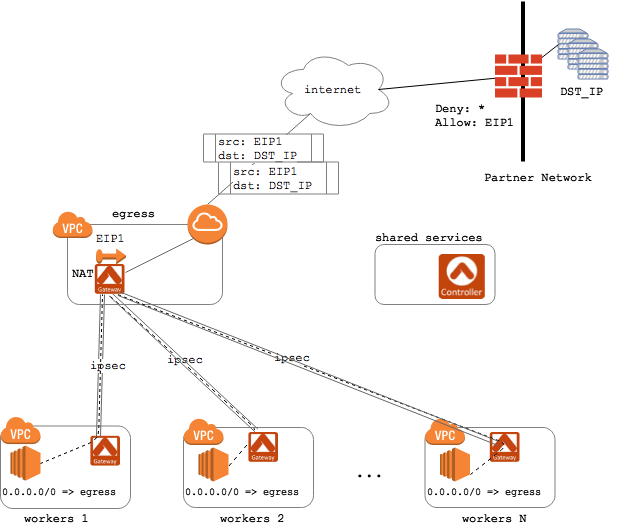 internet
DST_IP
Deny: *
Allow: EIP1
Partner Network
src: EIP1
dst: DST_IP
src: EIP1
dst: DST_IP
egress
VPC
EIP1
NAT
Gateway
shared services
Controller
ipsec
ipsec
ipsec
VPC
Gateway
0.0.0.0/0 => egress
workers 1
VPC
Gateway
0.0.0.0/0 => egress
workers 2
...
VPC
Gateway
0.0.0.0/0 => egress
workers N